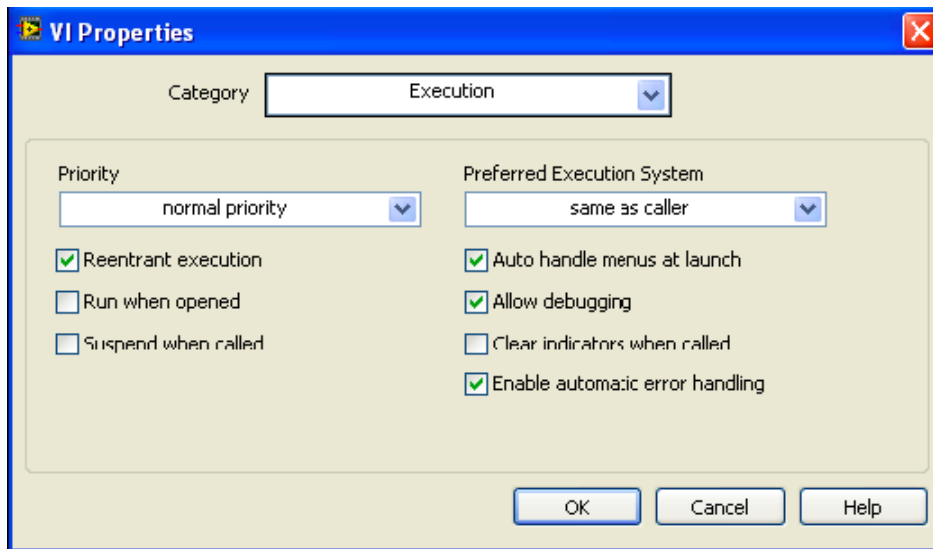 VI Properties
Category Execution
Priority
normal priority
Reentrant execution
Run when opened
Suspend when called
Preferred Execution System
same as caller
Auto handle menus at launch
Allow debugging
Clear indicators when called
Enable automatic error handling
OK Cancel Help